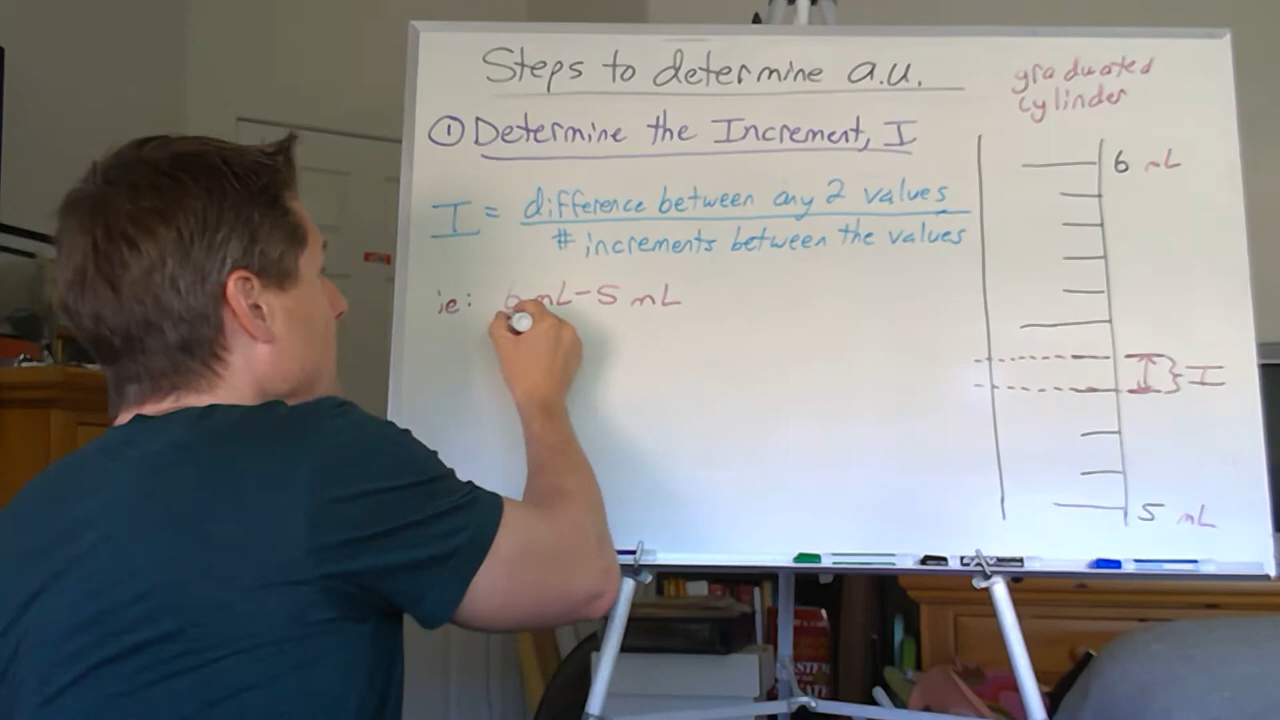 Steps to determine a.u.
① Determine the Increment, I
I = difference between any 2 values
# increments between the values
ie: 6 mL - 5 mL
graduated
cylinder
6 mL
I
5 mL